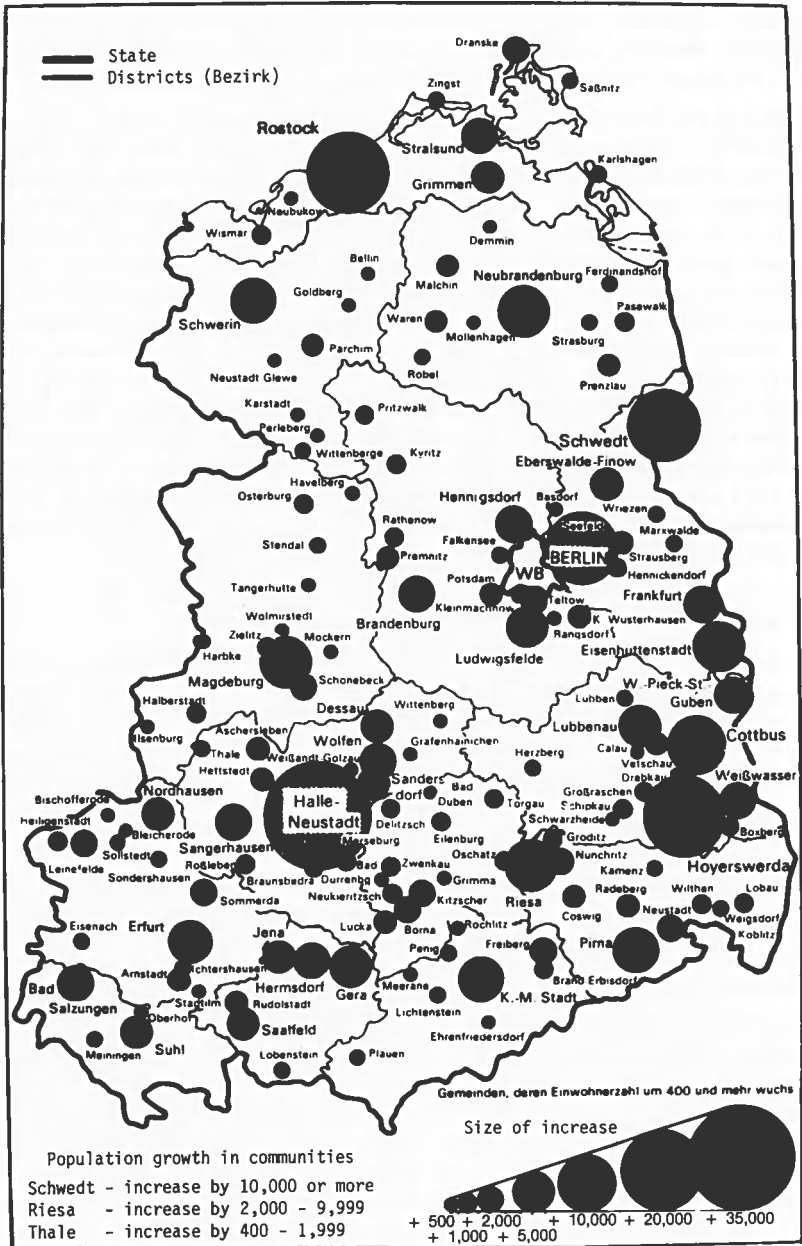 State
Districts (Bezirk)
Dranske
Zingst
Saßnitz
Rostock
Stralsund
Karlshagen
Grimmen
Neubukow
Wismar
Demmin
Bellin
Malchin
Neubrandenburg
Ferdinandshof
Goldberg
Schwerin
Waren
Pasewalk
Mollenhagen
Strasburg
Parchim
Robel
Neustadt Glewe
Prenzlau
Karstadt
Pritzwalk
Perleberg
Schwedt
Wittenberge
Kyritz
Eberswalde-Finow
Havelberg
Osterburg
Hennigsdorf
Basdorf
Wriezen
Rathenow
Seefeld
Marxwalde
Stendal
Falkensee
Premnitz
BERLIN
Strausberg
WB
Hennickendorf
Tangerhutte
Potsdam
Teltow
Frankfurt
Kleinmachnow
K.
Wusterhausen
Wolmirstedt
Brandenburg
Rangsdorf
Zielitz
Mockern
Harbke
Ludwigsfelde
Eisenhuttenstadt
Magdeburg
Schonebeck
W.-Pieck-St.
Halberstadt
Dessau
Wittenberg
Lubben
Guben
Ilsenburg
Aschersleben
Wolfen
Lubbenau
Cottbus
Thale
Weißandt Golzau
Grafenhainichen
Herzberg
Calau
Vetschau
Hettstedt
Sanders
dorf
Bad
Duben
Drebkau
Weißwasser
Bischofferode
Nordhausen
Halle-
Neustadt
Torgau
Großraschen
Schipkau
Heiligenstadt
Bleicherode
Delitzsch
Schwarzheide
Boxberg
Sollstedt
Sangerhausen
Merseburg
Eilenburg
Groditz
Leinefelde
Roßleben
Bad
Zwenkau
Oschatz
Nunchritz
Hoyerswerda
Sondershausen
Braunsbedra
Durrenbg
Grimma
Kamenz
Riesa
Radeberg
Wilthen
Lobau
Sommerda
Neukieritzsch
Kitzscher
Coswig
Neustadt
Weigsdorf
Koblitz
Eisenach
Erfurt
Lucka
Borna
Rochlitz
Jena
Penig
Freiberg
Pirna
Arnstadt
Ichtershausen
Bad
Salzungen
Stadtilm
Hermsdorf
Gera
Meerane
Brand Erbisdorf
Rudolstadt
K.-M. Stadt
Oberhof
Lichtenstein
Saalfeld
Meiningen
Suhl
Ehrenfriedersdorf
Lobenstein
Plauen
Gemeinden, deren Einwohnerzahl um 400 und mehr wuchs
Size of increase
Population growth in communities
Schwedt - increase by 10,000 or more
Riesa - increase by 2,000 - 9,999
Thale - increase by 400 - 1,999
+ 500 + 2,000 + 10,000 + 20,000 + 35,000
+ 1,000 + 5,000